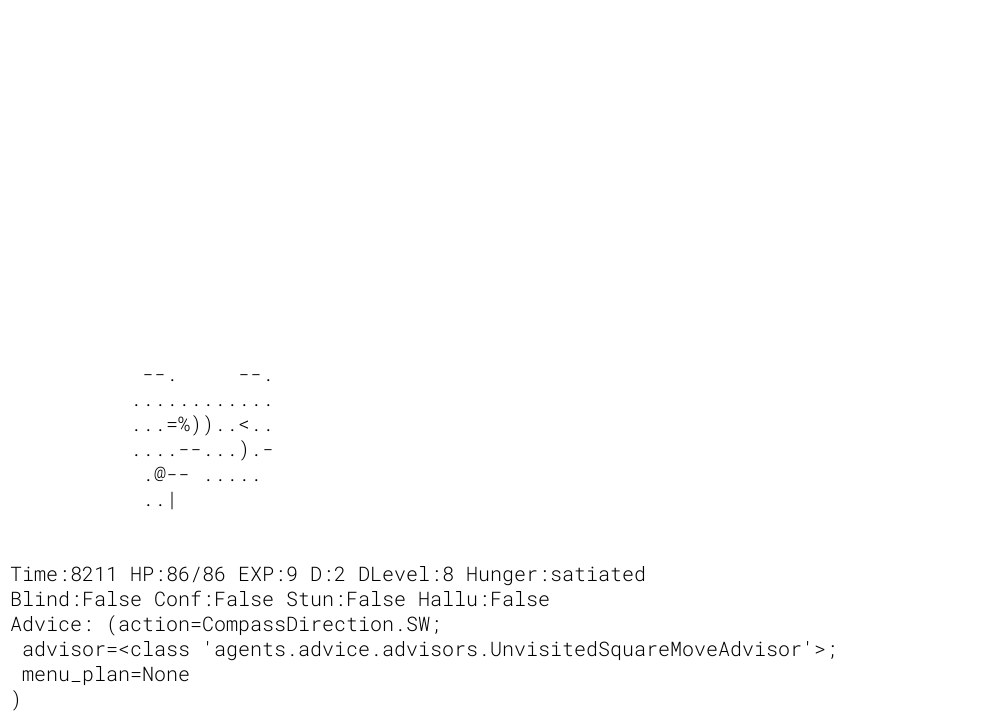 --.     --.
          ............
          ...=%))..<..
          ....--...).-
           .@-- .....
           ..|
Time:8211 HP:86/86 EXP:9 D:2 DLevel:8 Hunger:satiated
Blind:False Conf:False Stun:False Hallu:False
Advice: (action=CompassDirection.SW;
 advisor=<class 'agents.advice.advisors.UnvisitedSquareMoveAdvisor'>;
 menu_plan=None
)